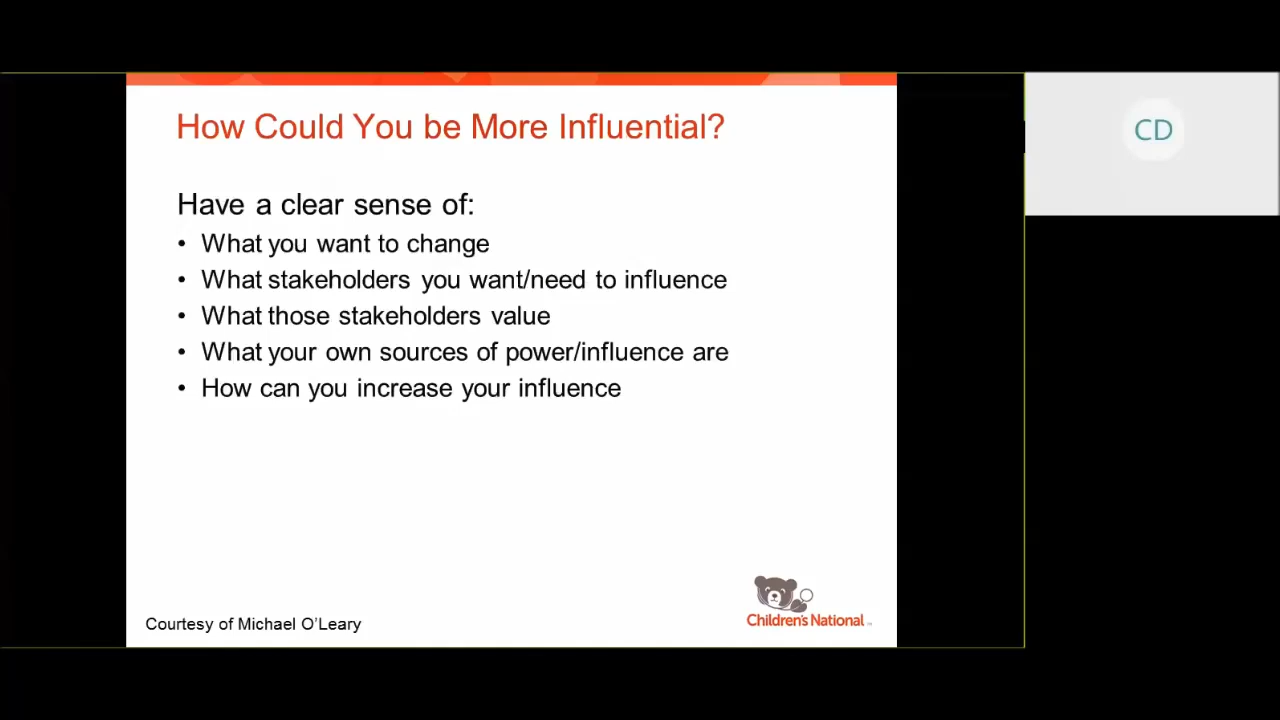 How Could You be More Influential?
Have a clear sense of:
• What you want to change
• What stakeholders you want/need to influence
• What those stakeholders value
• What your own sources of power/influence are
• How can you increase your influence
Courtesy of Michael O'Leary
Children's National
CD